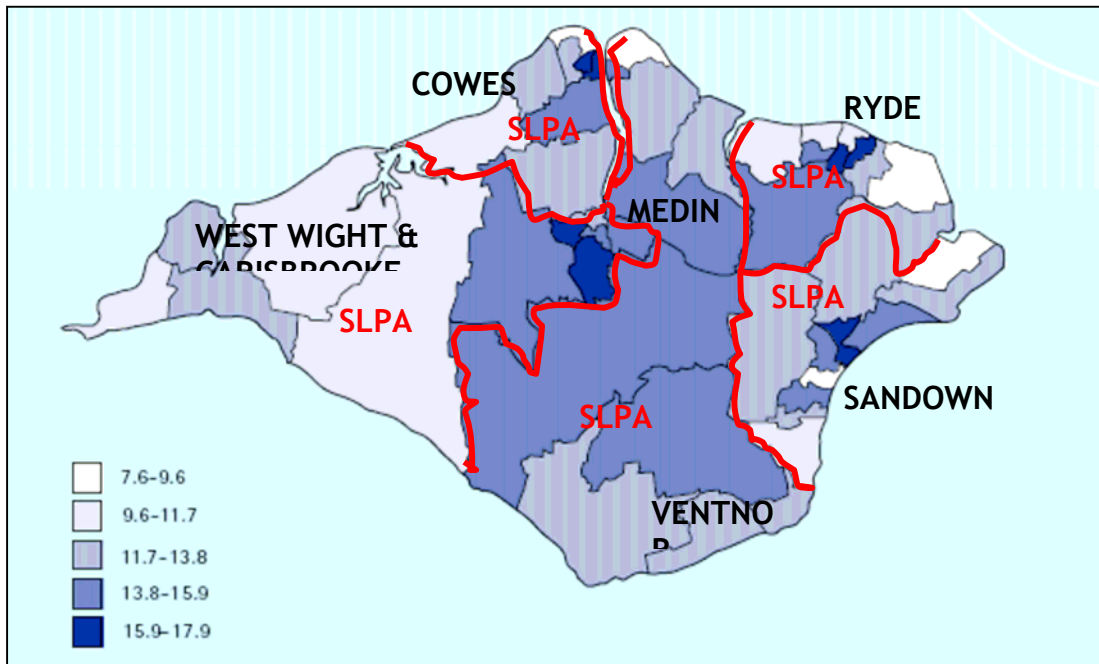 COWES
RYDE
SLPA
SLPA
MEDIN
WEST WIGHT &
CARISBROOKE
SLPA
SLPA
SANDOWN
SLPA
VENTNO
R
7.6–9.6
9.6–11.7
11.7–13.8
13.8–15.9
15.9–17.9